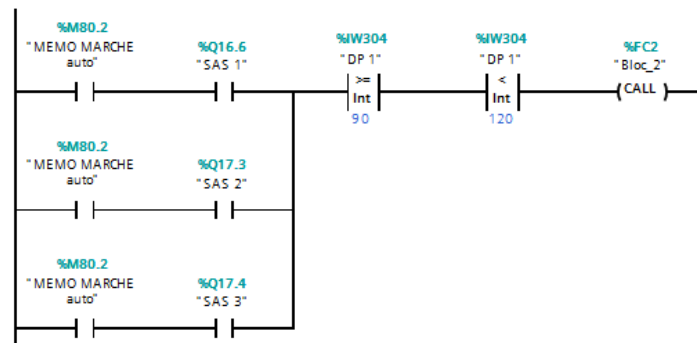 %M80.2
"MEMO MARCHE
auto"
%Q16.6
"SAS 1"
%IW304
"DP 1"
>=
Int
90
%IW304
"DP 1"
<
Int
120
%FC2
"Bloc_2"
CALL
%M80.2
"MEMO MARCHE
auto"
%Q17.3
"SAS 2"
%M80.2
"MEMO MARCHE
auto"
%Q17.4
"SAS 3"